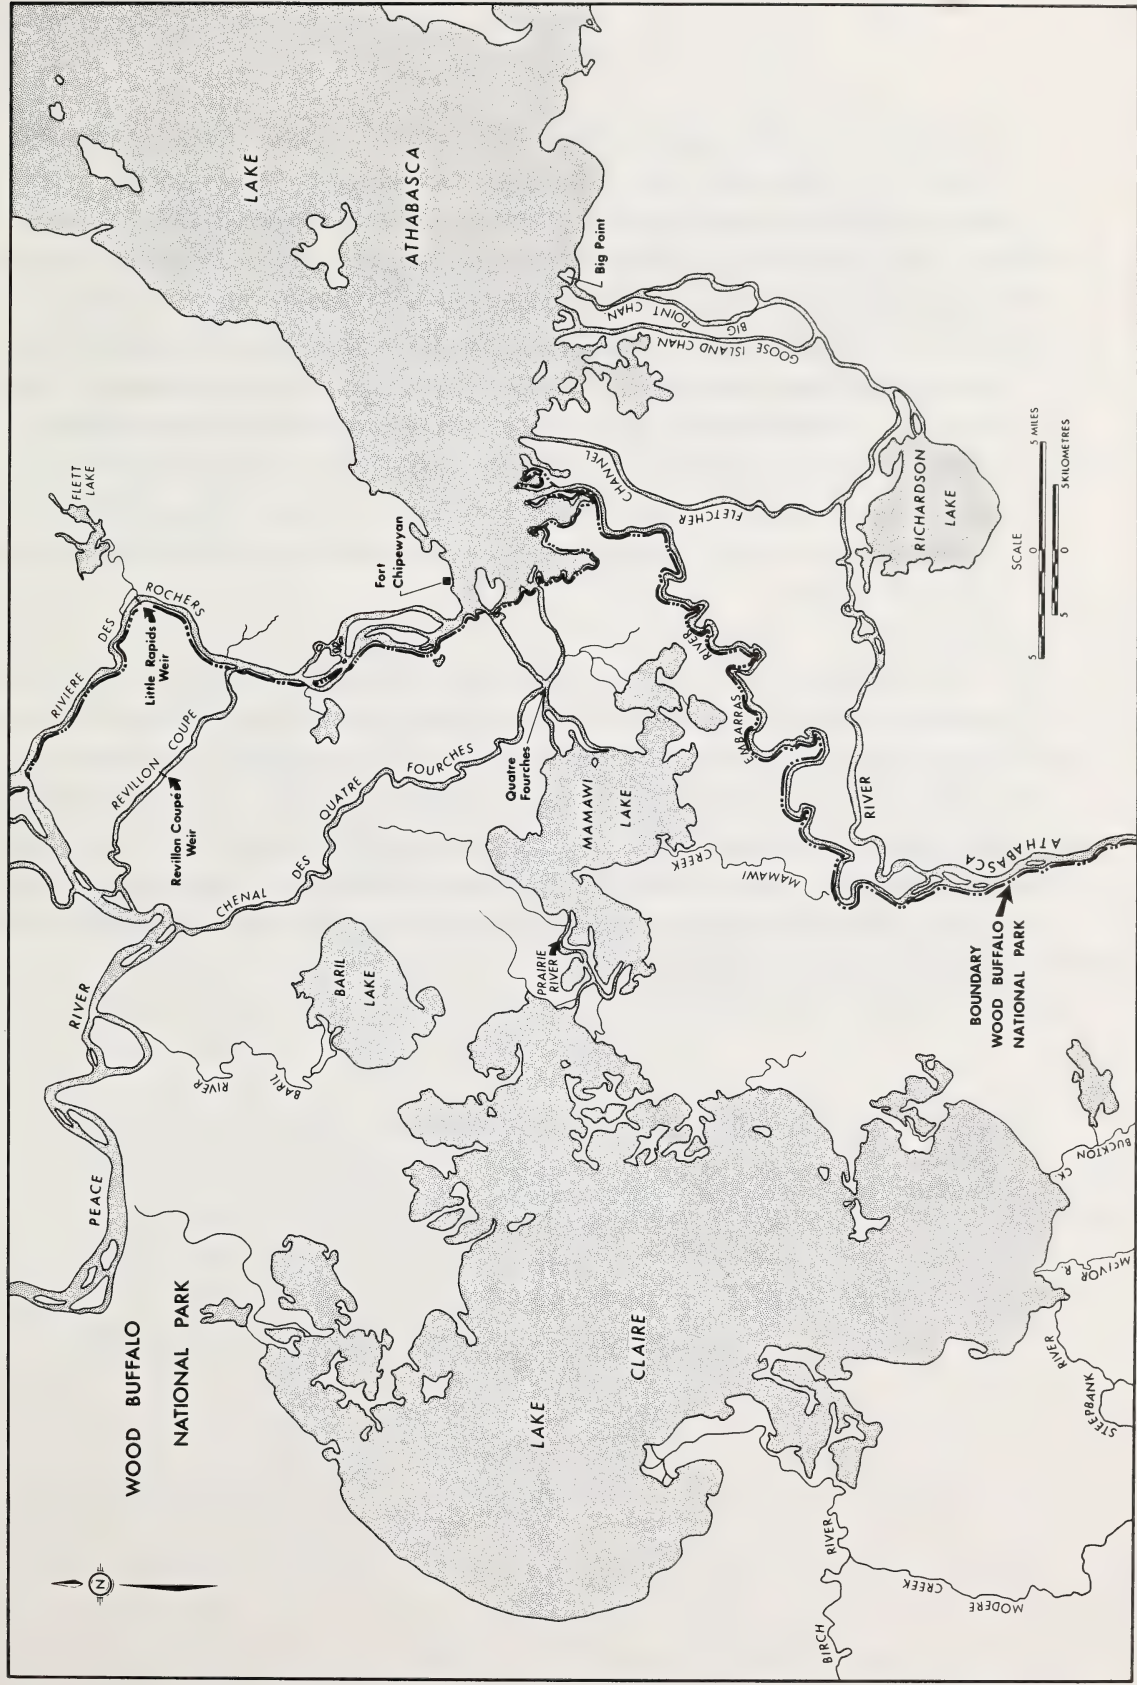 WOOD BUFFALO
NATIONAL PARK
N
PEACE
RIVER
BARIL
RIVER
BARIL
LAKE
CHENAL
DES
QUATRE
FOURCHES
REVILLON COUPE
Revillon Coupé
Weir
RIVIERE
DES
ROCHERS
Little Rapids
Weir
FLETT
LAKE
Fort
Chipewyan
LAKE
ATHABASCA
Big Point
BIG
POINT CHAN
GOOSE ISLAND CHAN
FLETCHER
CHANNEL
Quatre
Fourches
MAMAWI
LAKE
PRAIRIE
RIVER
MAMAWI
CREEK
EMBARRAS
RIVER
RICHARDSON
LAKE
RIVER
ATHABASCA
LAKE
CLAIRE
BIRCH
RIVER
MODERE
CREEK
STEEPBANK
RIVER
McIVOR
R.
BUCKTON
CK.
BOUNDARY
WOOD BUFFALO
NATIONAL PARK
SCALE
5 0 5 MILES
5 0 5 KILOMETRES